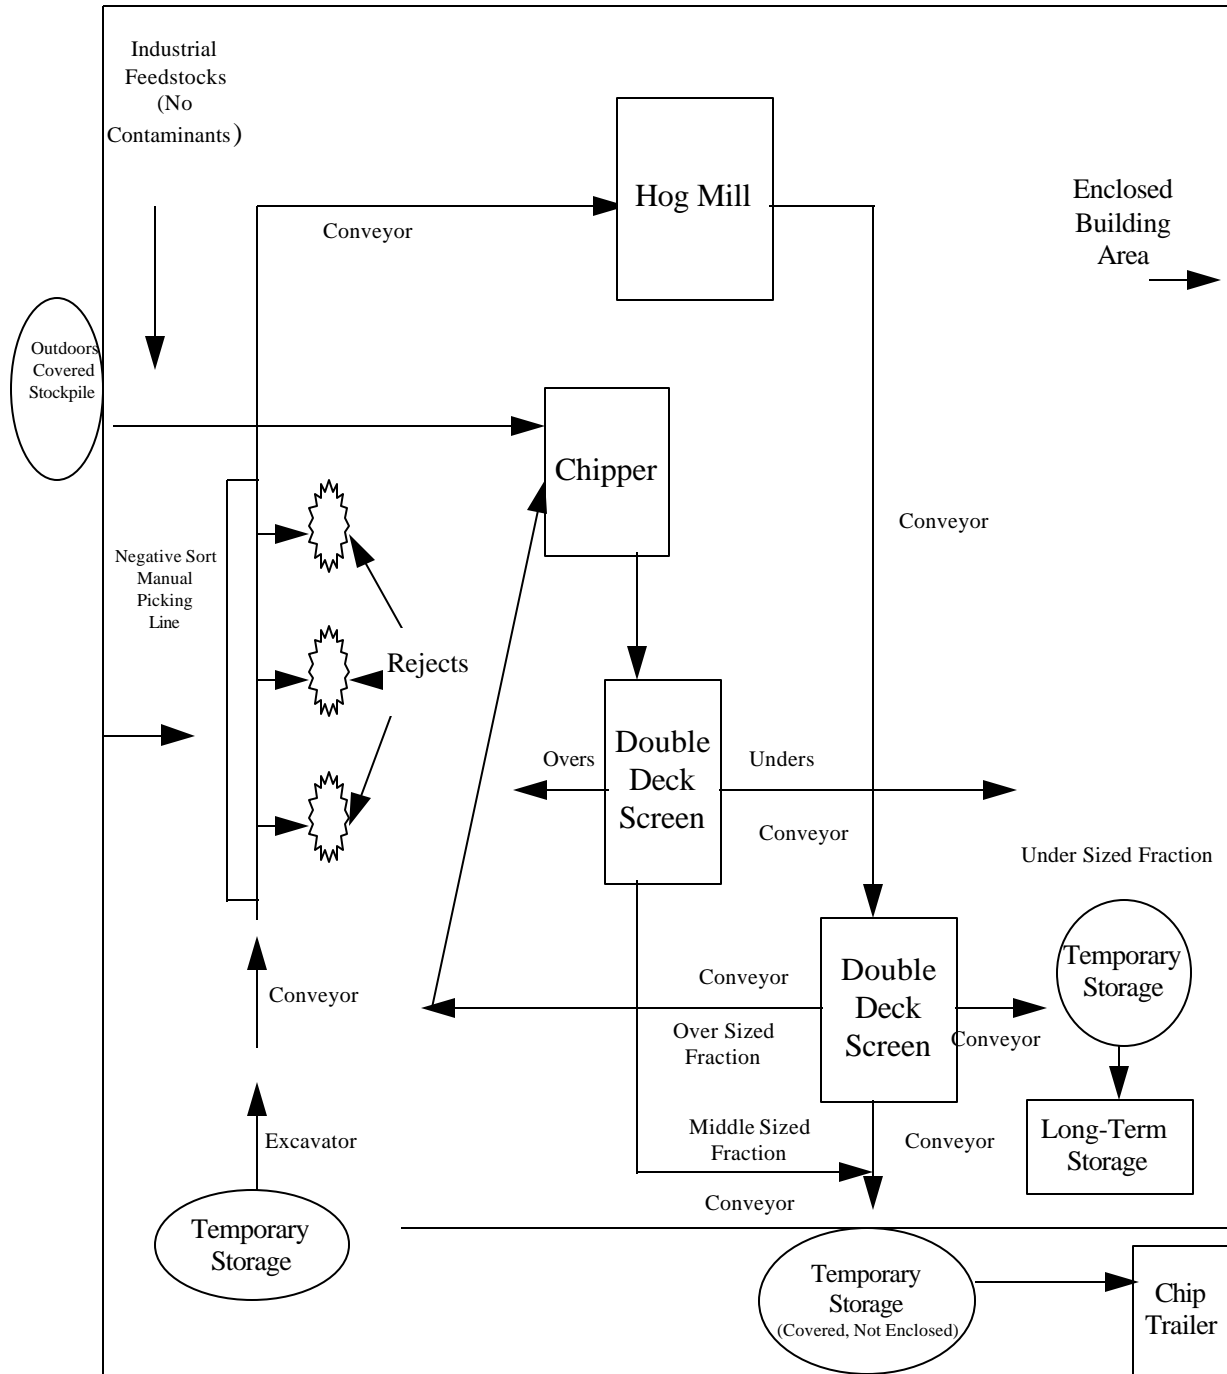 Industrial
Feedstocks
(No
Contaminants)
Hog Mill
Conveyor
Enclosed
Building
Area
Outdoors
Covered
Stockpile
Chipper
Conveyor
Negative Sort
Manual
Picking
Line
Rejects
Double
Deck
Screen
Overs
Unders
Conveyor
Under Sized Fraction
Temporary
Storage
Double
Deck
Screen
Conveyor
Conveyor
Over Sized
Fraction
Conveyor
Middle Sized
Fraction
Conveyor
Long-Term
Storage
Excavator
Conveyor
Temporary
Storage
Temporary
Storage
(Covered, Not Enclosed)
Chip
Trailer